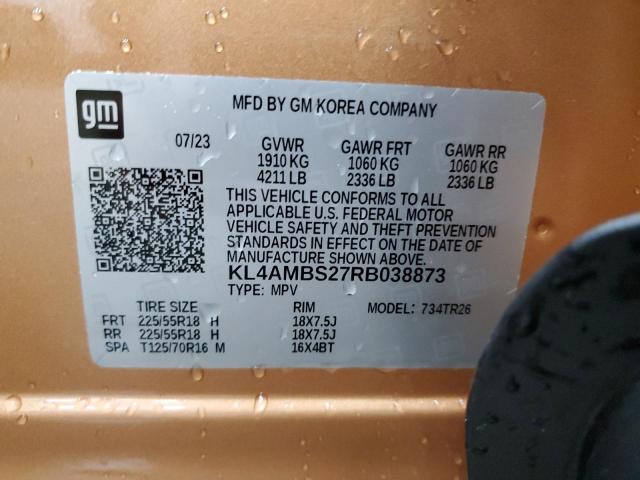 gm
MFD BY GM KOREA COMPANY
07/23 GVWR GAWR FRT GAWR RR
1910 KG 1060 KG 1060 KG
4211 LB 2336 LB 2336 LB
THIS VEHICLE CONFORMS TO ALL
APPLICABLE U.S. FEDERAL MOTOR
VEHICLE SAFETY AND THEFT PREVENTION
STANDARDS IN EFFECT ON THE DATE OF
MANUFACTURE SHOWN ABOVE.
KL4AMBS27RB038873
TYPE: MPV
TIRE SIZE RIM MODEL: 734TR26
FRT 225/55R18 H 18X7.5J
RR 225/55R18 H 18X7.5J
SPA T125/70R16 M 16X4BT